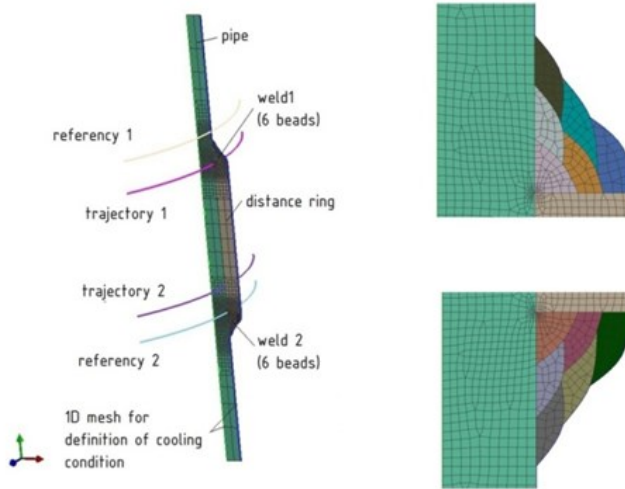 pipe
weld1
(6 beads)
referency 1
trajectory 1
distance ring
trajectory 2
referency 2
weld 2
(6 beads)
1D mesh for
definition of cooling
condition